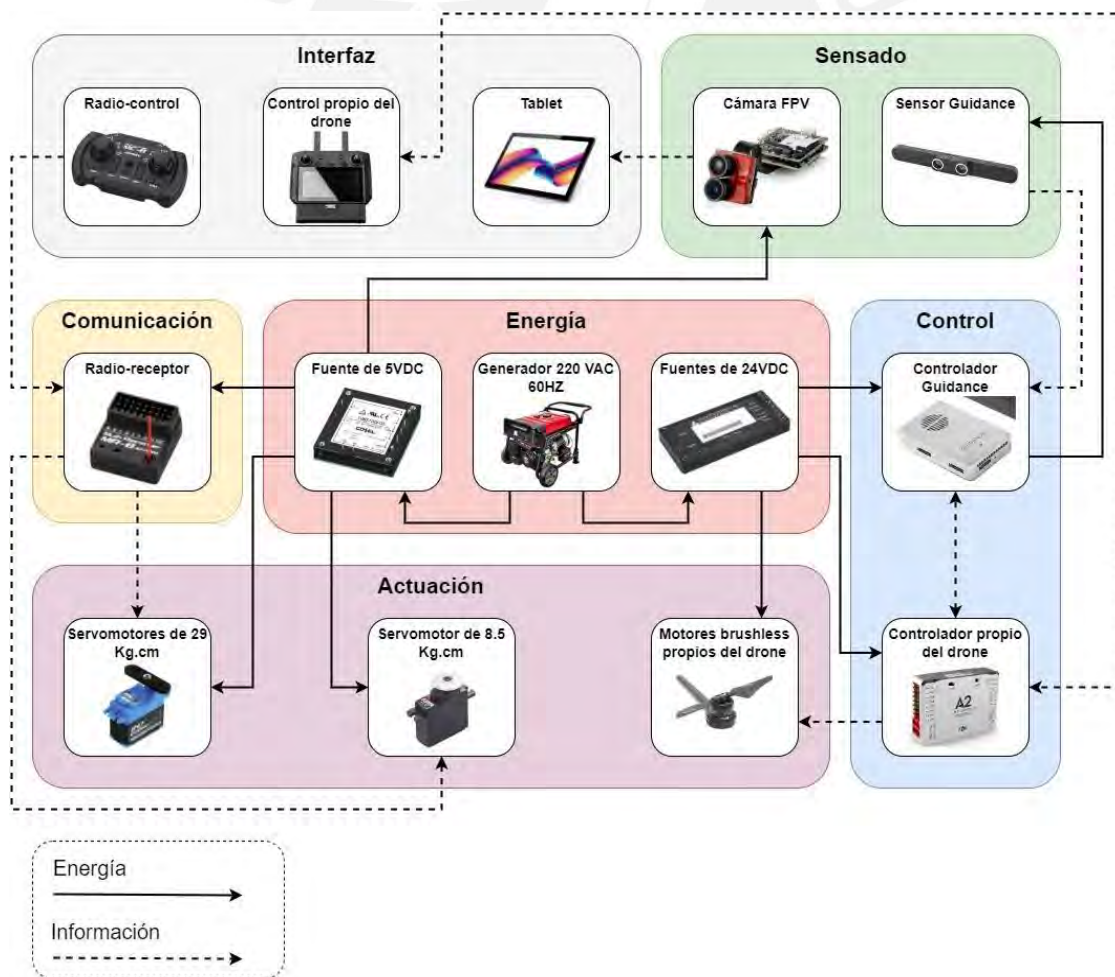 Interfaz
Sensado
Radio-control
Control propio del
drone
Tablet
Cámara FPV
Sensor Guidance
Comunicación
Energía
Control
Radio-receptor
Fuente de 5VDC
Generador 220 VAC
60HZ
Fuentes de 24VDC
Controlador
Guidance
Actuación
Servomotores de 29
Kg.cm
Servomotor de 8.5
Kg.cm
Motores brushless
propios del drone
Controlador propio
del drone
A2
Energía
Información